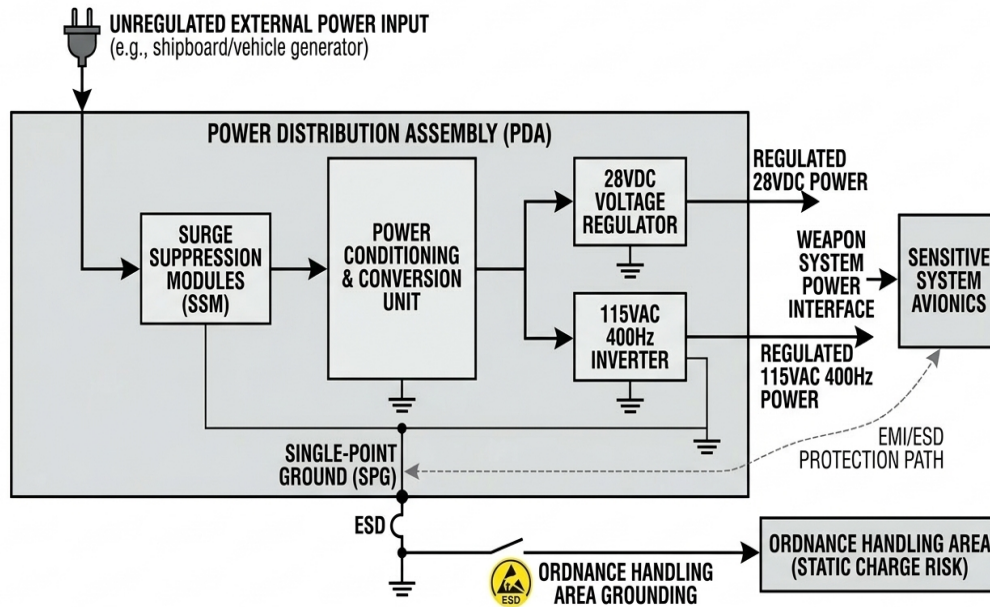 UNREGULATED EXTERNAL POWER INPUT
(e.g., shipboard/vehicle generator)
POWER DISTRIBUTION ASSEMBLY (PDA)
SURGE
SUPPRESSION
MODULES
(SSM)
POWER
CONDITIONING
& CONVERSION
UNIT
28VDC
VOLTAGE
REGULATOR
115VAC
400Hz
INVERTER
REGULATED
28VDC POWER
WEAPON
SYSTEM
POWER
INTERFACE
SENSITIVE
SYSTEM
AVIONICS
REGULATED
115VAC 400Hz
POWER
SINGLE-POINT
GROUND (SPG)
EMI/ESD
PROTECTION PATH
ESD
ESD
ORDNANCE HANDLING
AREA GROUNDING
ORDNANCE HANDLING AREA
(STATIC CHARGE RISK)